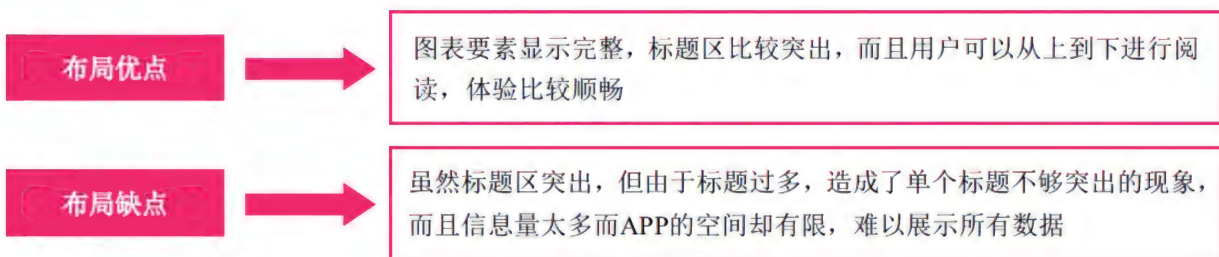 布局优点
图表要素显示完整，标题区比较突出，而且用户可以从上到下进行阅
读，体验比较顺畅
布局缺点
虽然标题区突出，但由于标题过多，造成了单个标题不够突出的现象，
而且信息量太多而APP的空间却有限，难以展示所有数据